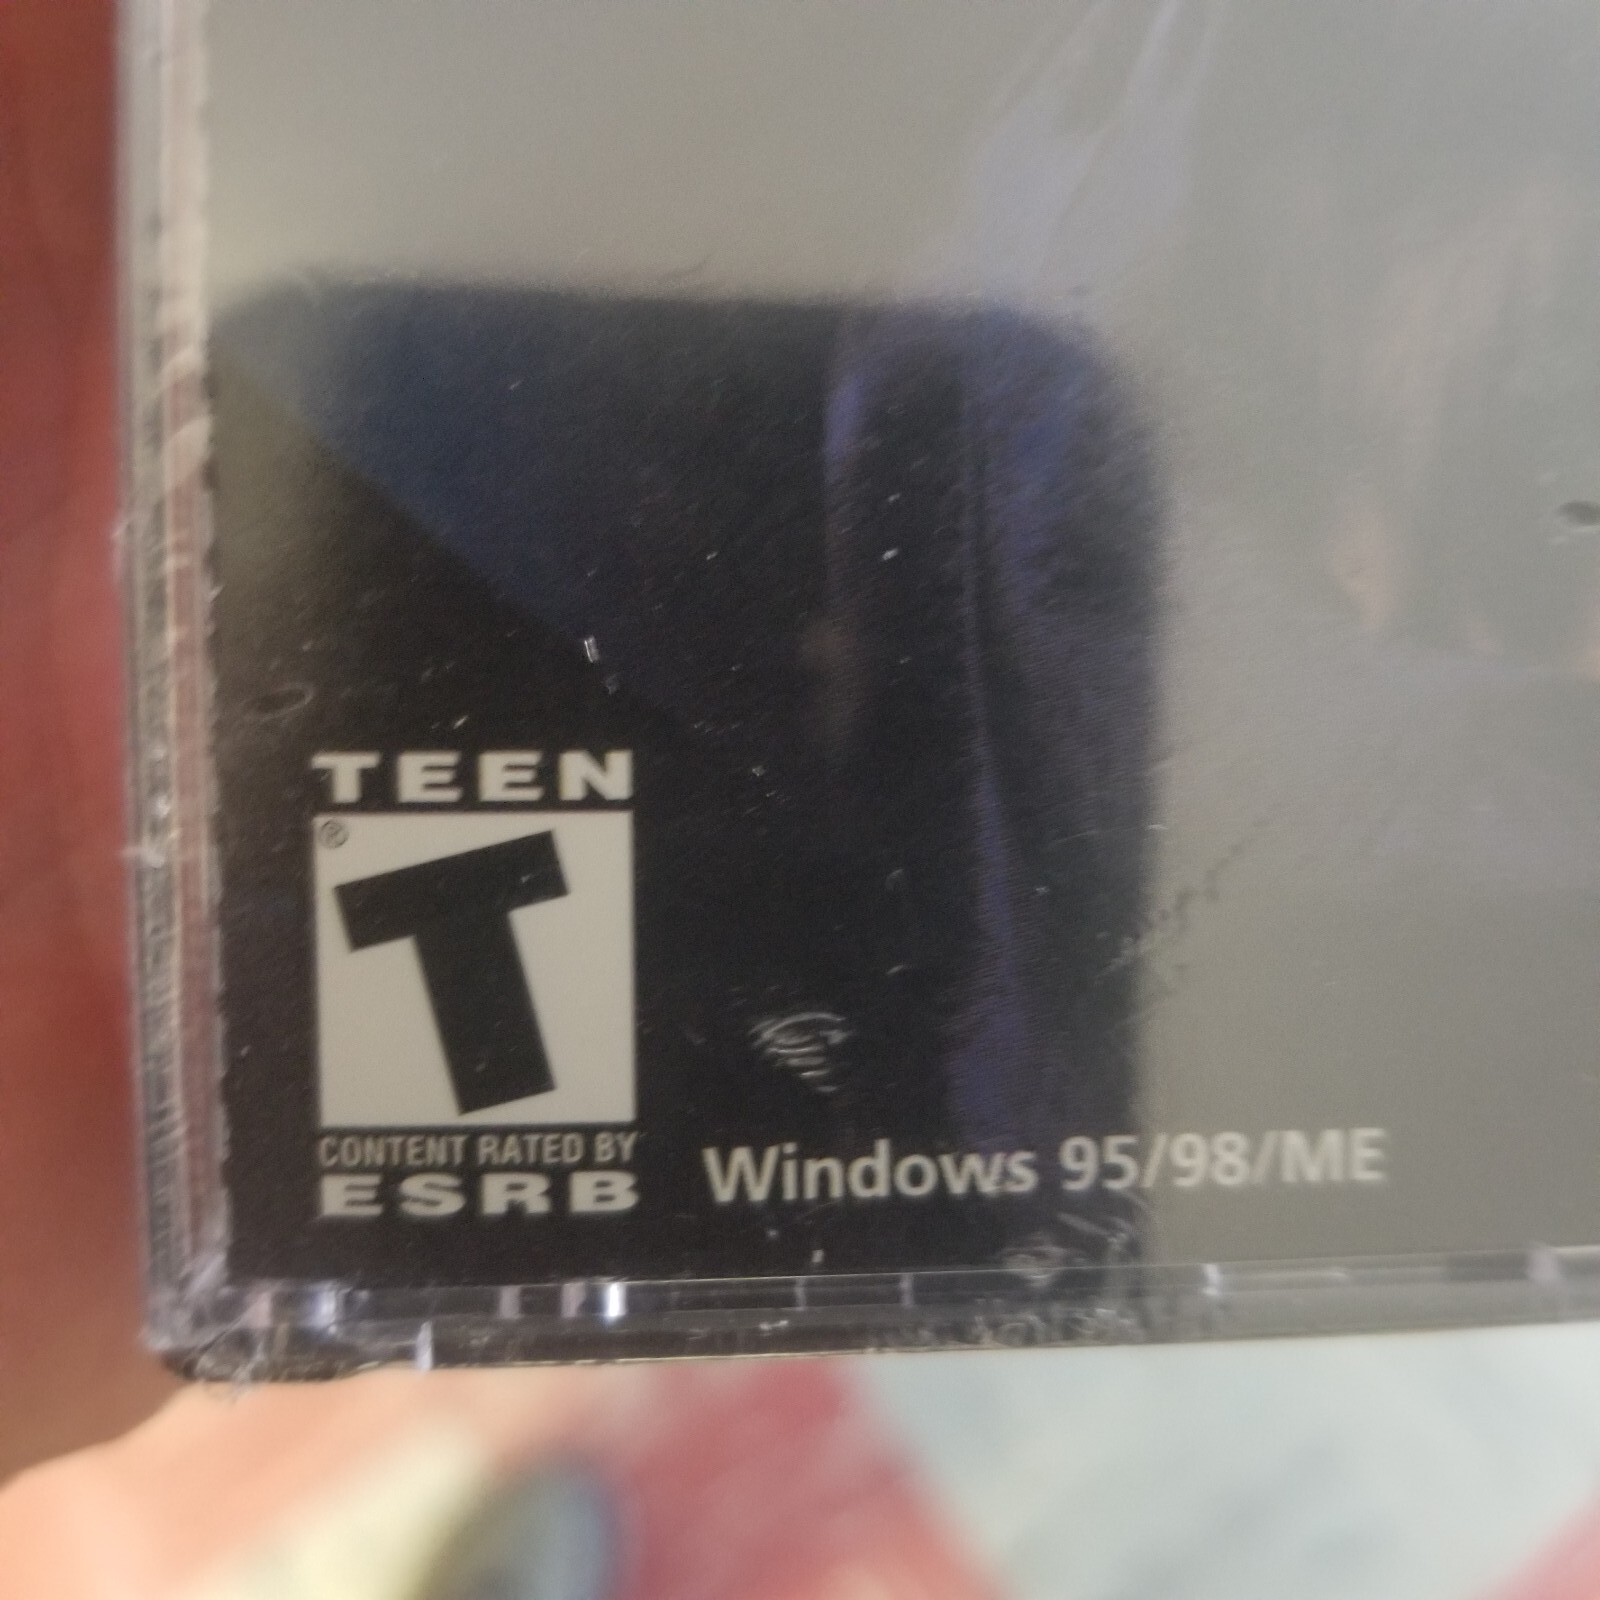 TEEN
®
T
CONTENT RATED BY
ESRB
Windows 95/98/ME